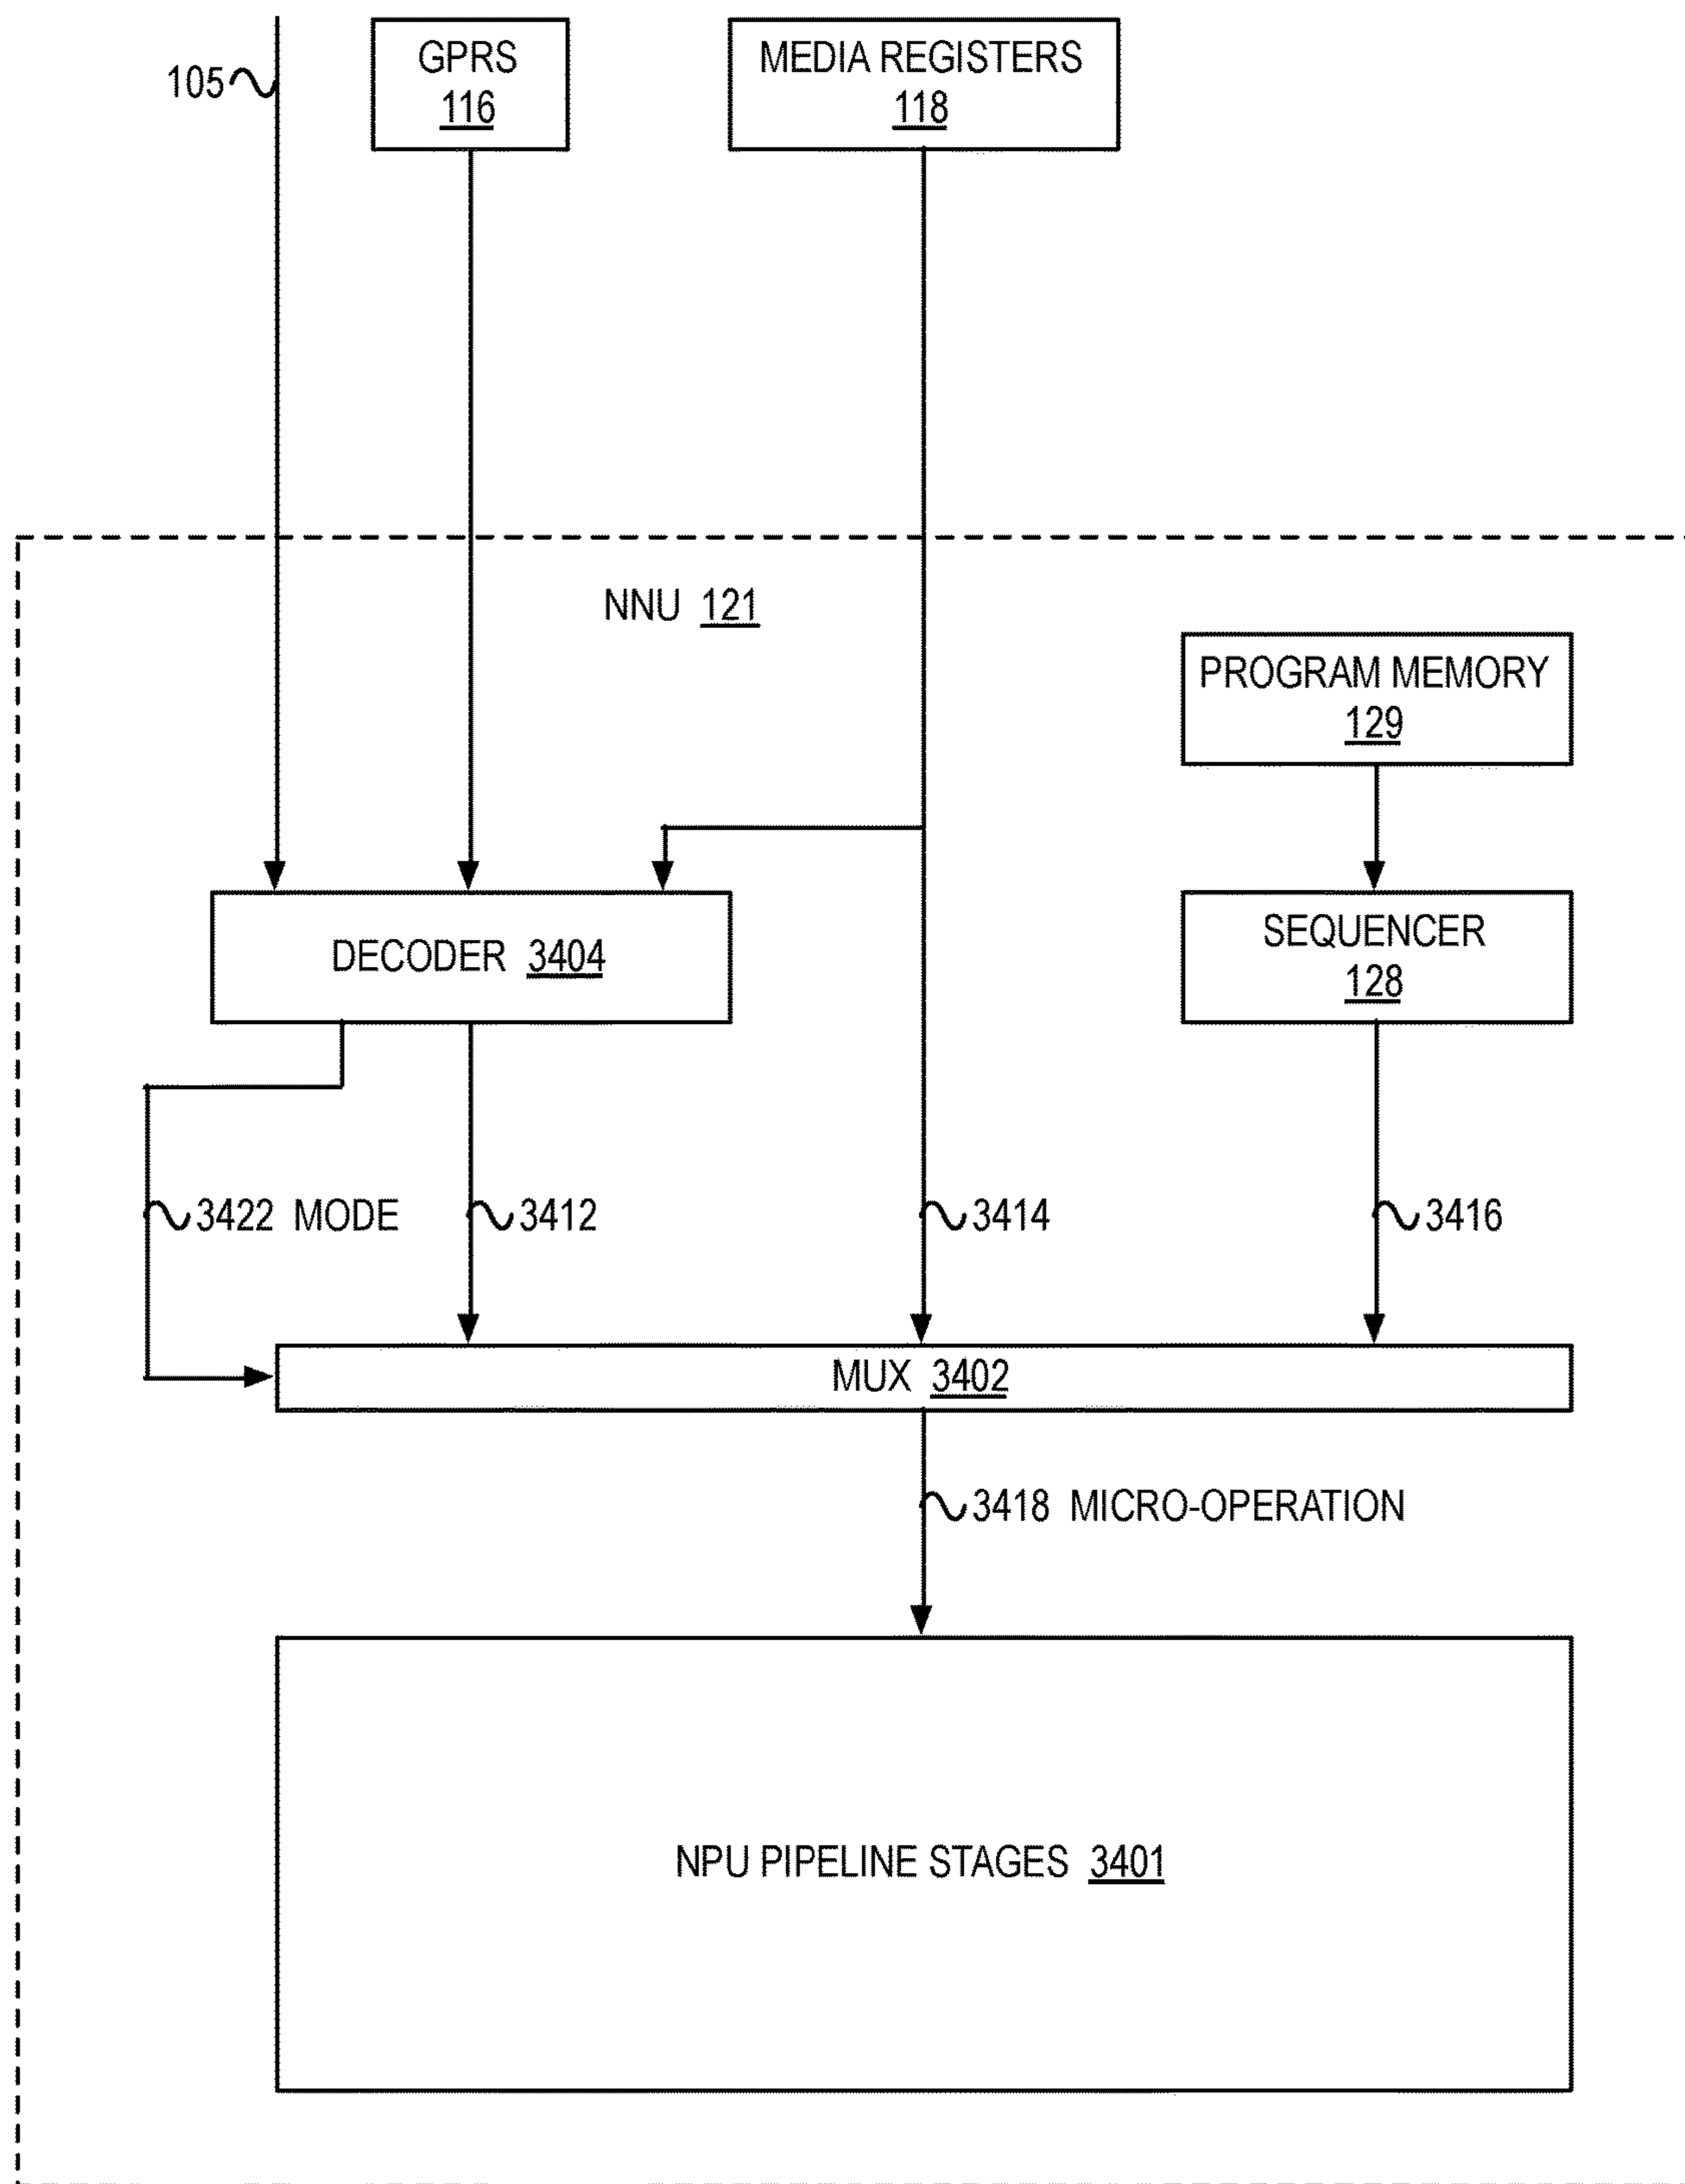 GPRS
116
MEDIA REGISTERS
118
105
NNU 121
PROGRAM MEMORY
129
DECODER 3404
SEQUENCER
128
3422 MODE
3412
3414
3416
MUX 3402
3418 MICRO-OPERATION
NPU PIPELINE STAGES 3401